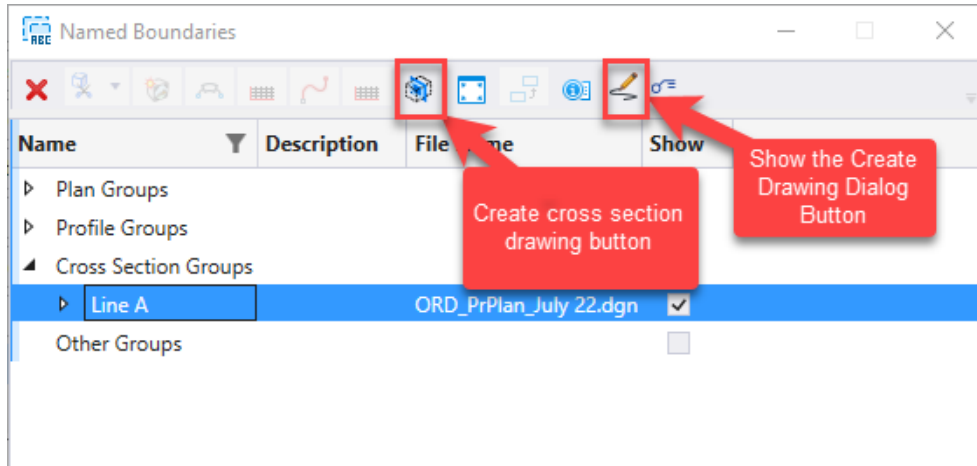 Named Boundaries
Name Description File Name Show
Plan Groups
Profile Groups
Cross Section Groups
Line A ORD_PrPlan_July 22.dgn
Other Groups
Create cross section
drawing button
Show the Create
Drawing Dialog
Button
ABC